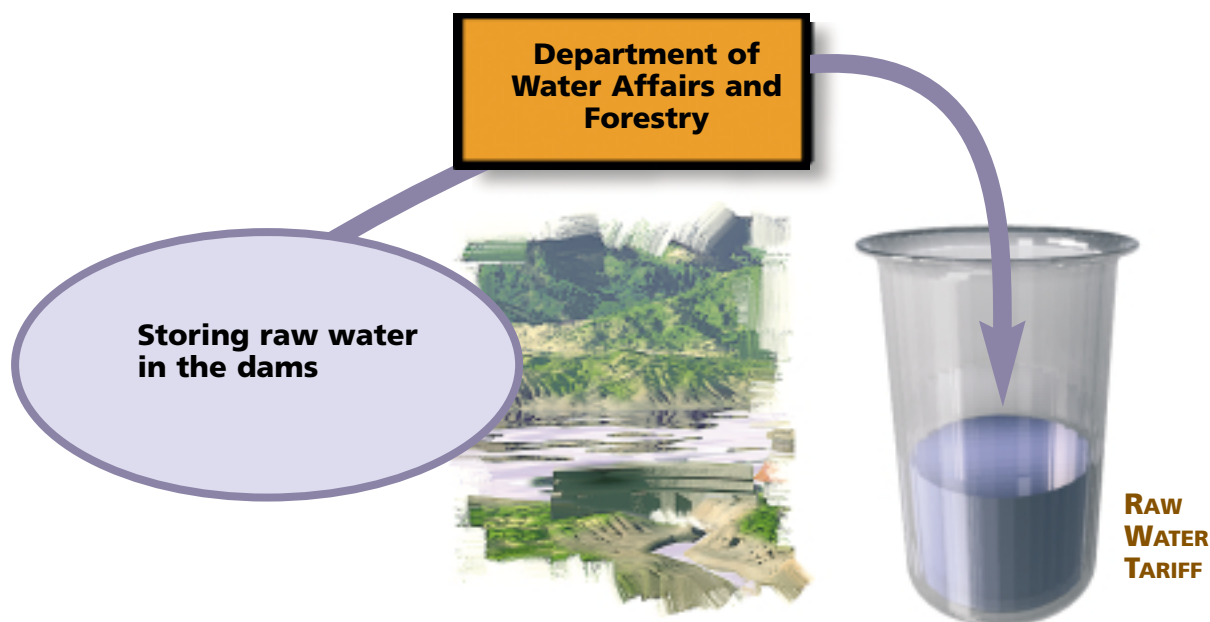 Department of
Water Affairs and
Forestry
Storing raw water
in the dams
RAW
WATER
TARIFF